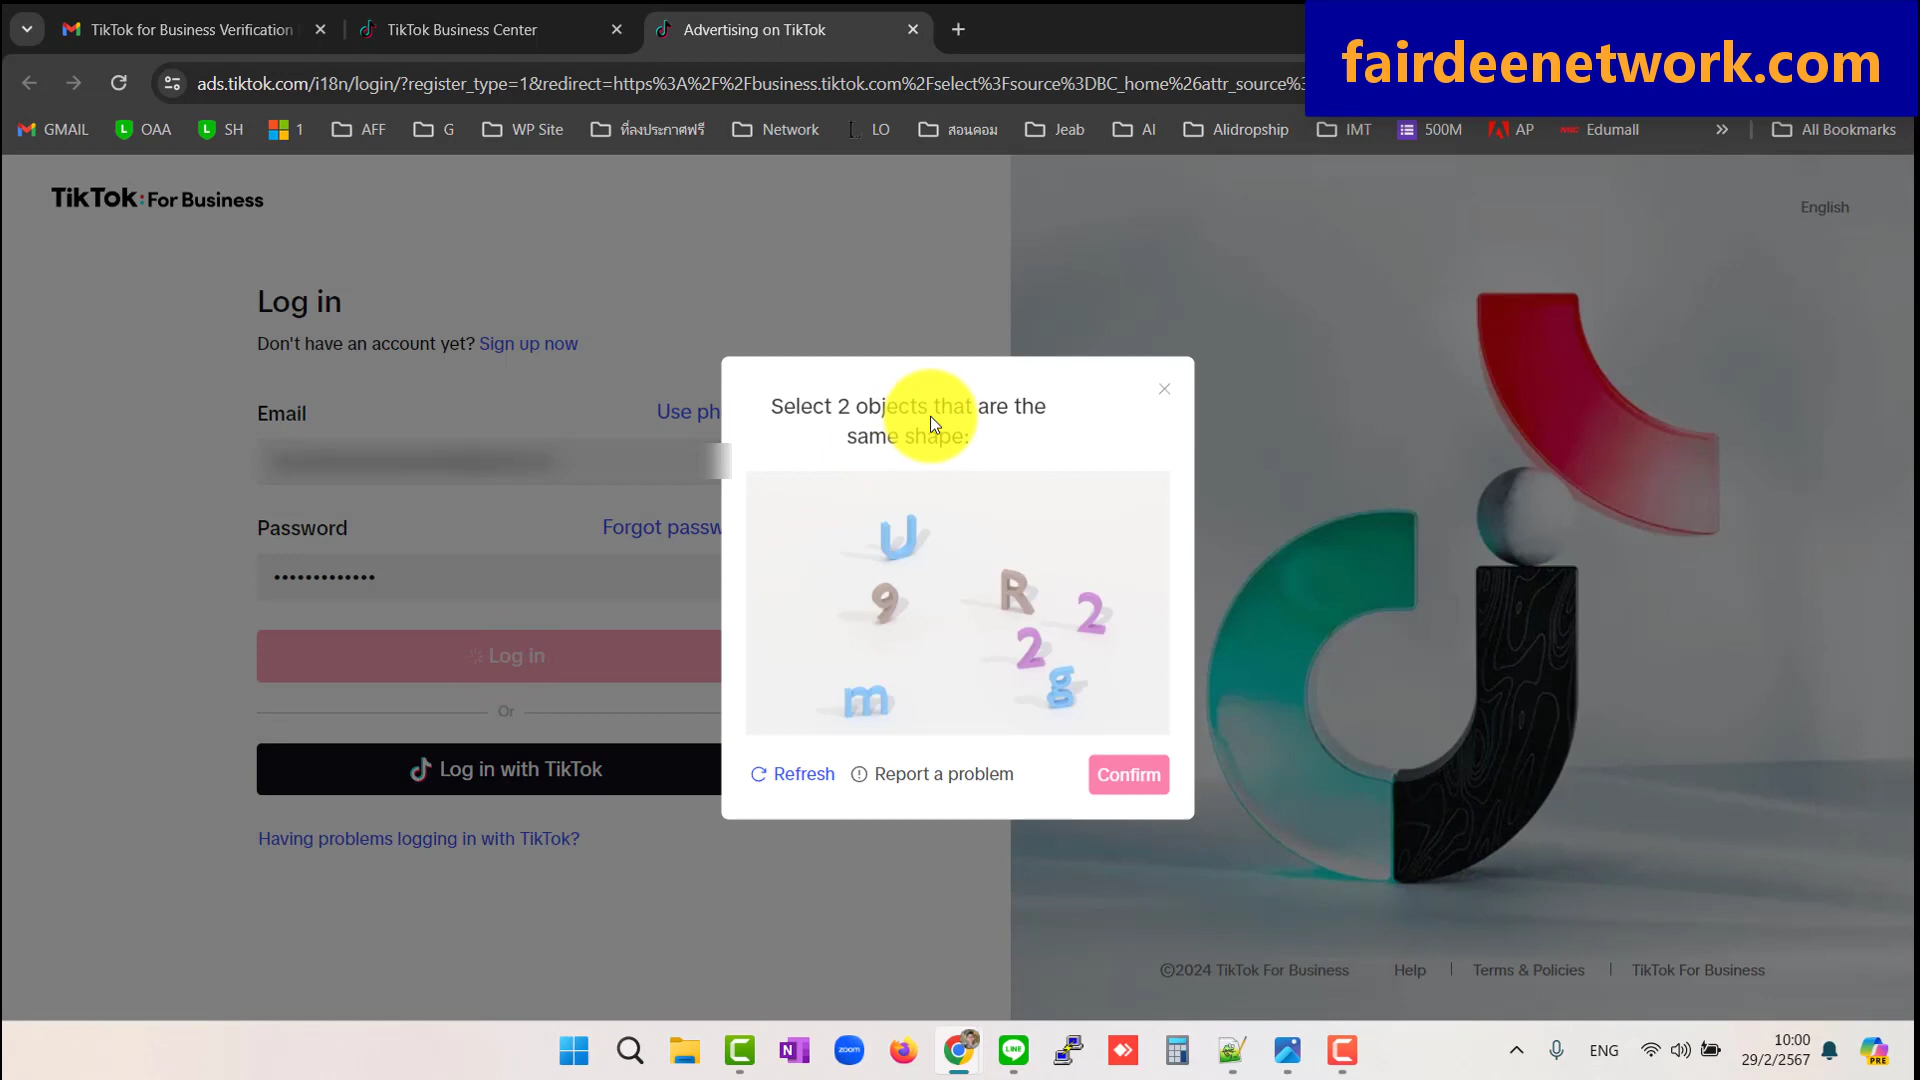 TikTok for Business Verification
TikTok Business Center
Advertising on TikTok
fairdeenetwork.com
ads.tiktok.com/i18n/login/?register_type=1&redirect=https%3A%2F%2Fbusiness.tiktok.com%2Fselect%3Fsource%3DBC_home%26attr_source%3
GMAIL OAA SH 1 AFF G WP Site ที่ลงประกาศฟรี Network LO สอนคอม Jeab AI Alidropship IMT 500M AP Edumall All Bookmarks
TikTok: For Business
English
Log in
Don't have an account yet? Sign up now
Email
Use ph
Password
Forgot passw
Log in
Or
Log in with TikTok
Having problems logging in with TikTok?
Select 2 objects that are the
same shape:
U
9 R 2
2
m g
Refresh
Report a problem
Confirm
©2024 TikTok For Business Help Terms & Policies TikTok For Business
zoom
LINE
ENG
10:00
29/2/2567
PRE